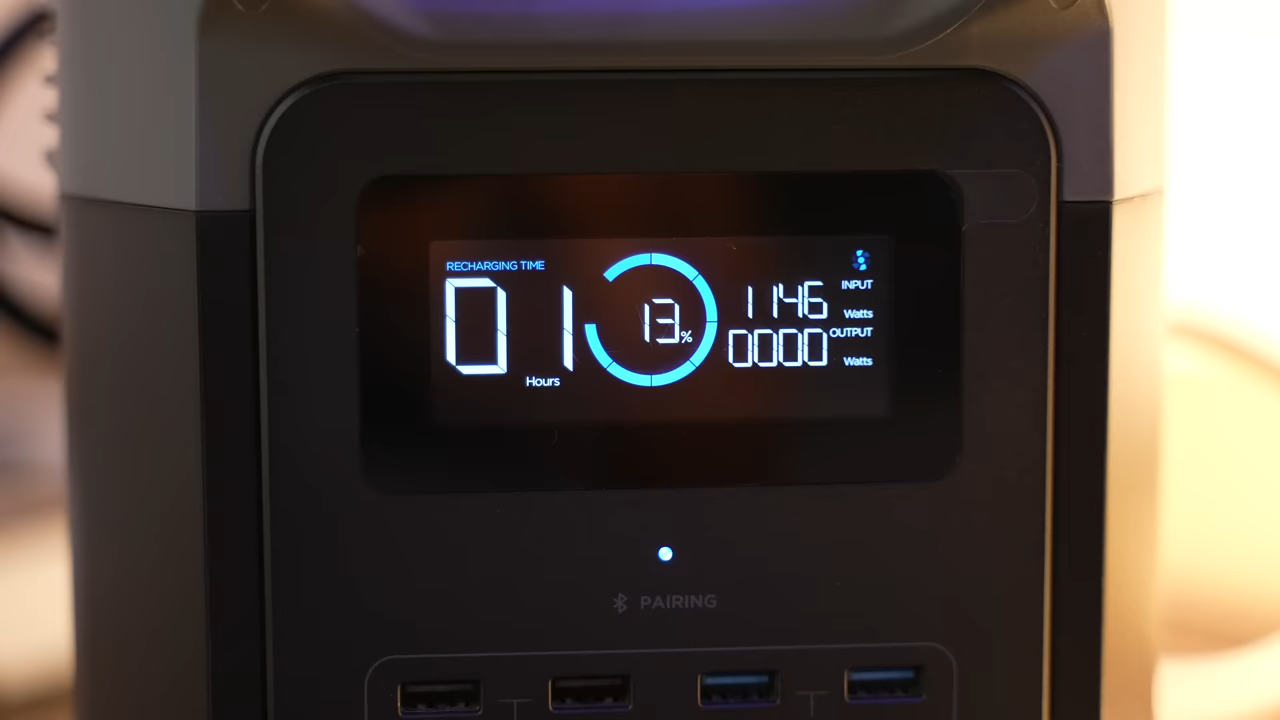 RECHARGING TIME
01
Hours
13%
INPUT
1146
Watts
OUTPUT
0000
Watts
PAIRING